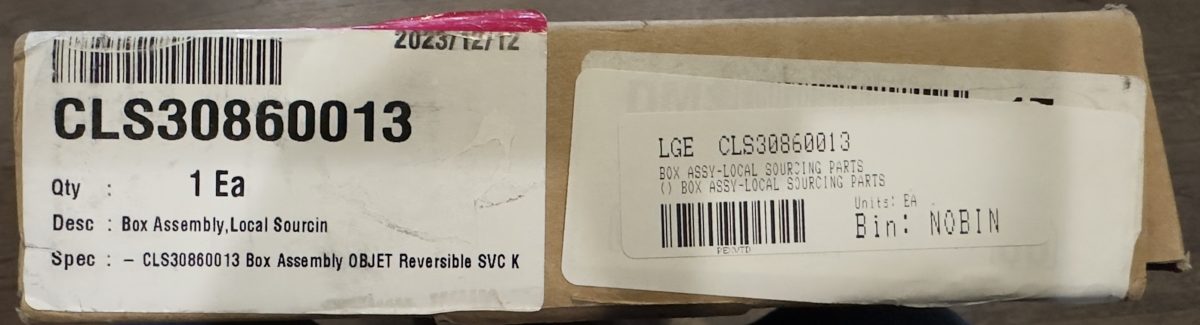 2023/12/12
CLS30860013
Qty : 1 Ea
Desc : Box Assembly,Local Sourcin
Spec : - CLS30860013 Box Assembly OBJET Reversible SVC K
LGE CLS30860013
BOX ASSY-LOCAL SOURCING PARTS
() BOX ASSY-LOCAL SOURCING PARTS
Units: EA
Bin: NOBIN